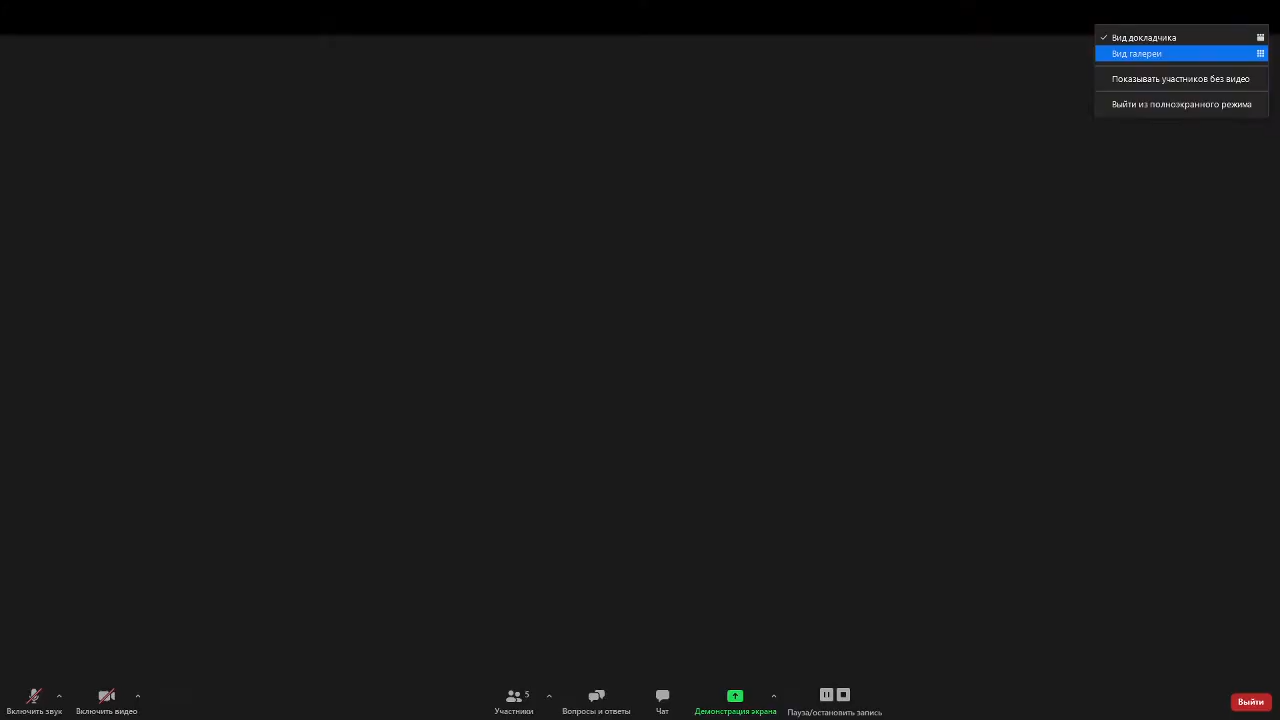 Вид докладчика
Вид галереи
Показывать участников без видео
Выйти из полноэкранного режима
Включить звук
Включить видео
5
Участники
Вопросы и ответы
Чат
Демонстрация экрана
Пауза/остановить запись
Выйти